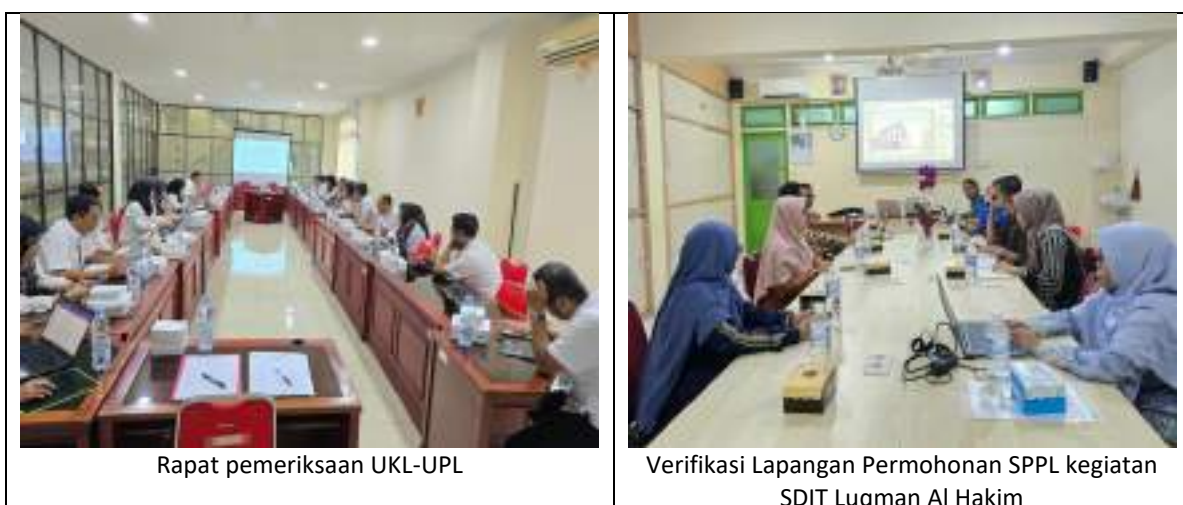 Rapat pemeriksaan UKL-UPL
Verifikasi Lapangan Permohonan SPPL kegiatan
SDIT Luqman Al Hakim